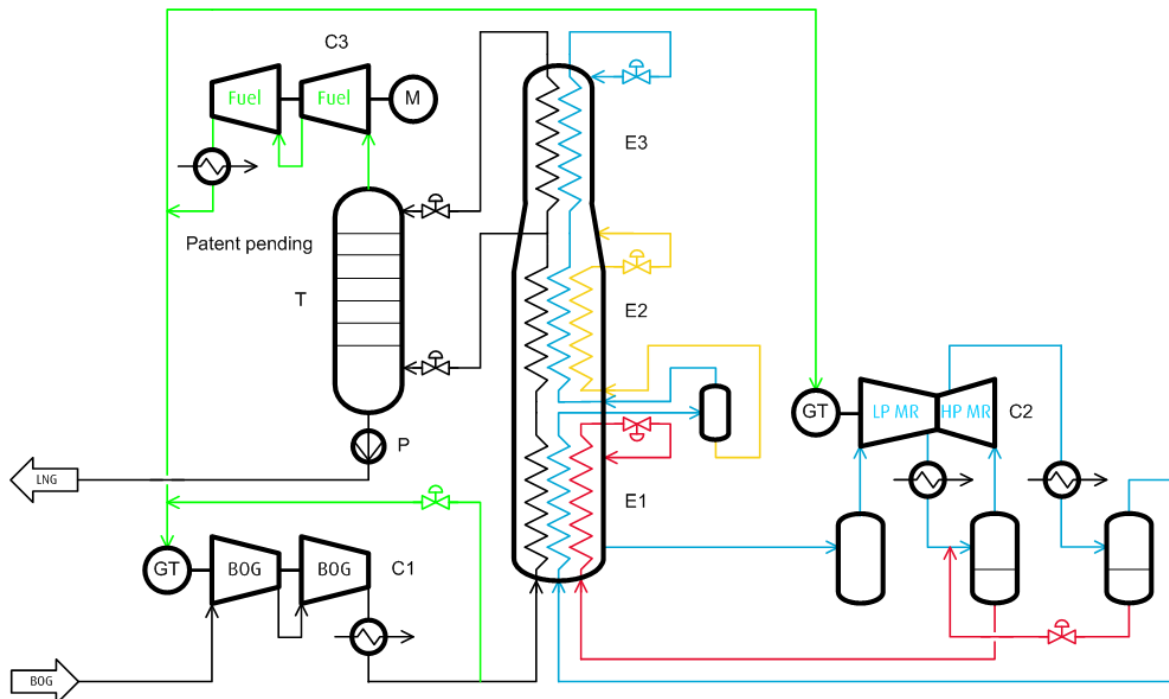 C3
Fuel
Fuel
M
E3
Patent pending
T
E2
GT
LP MR
HP MR
C2
P
LNG
E1
GT
BOG
BOG
C1
BOG